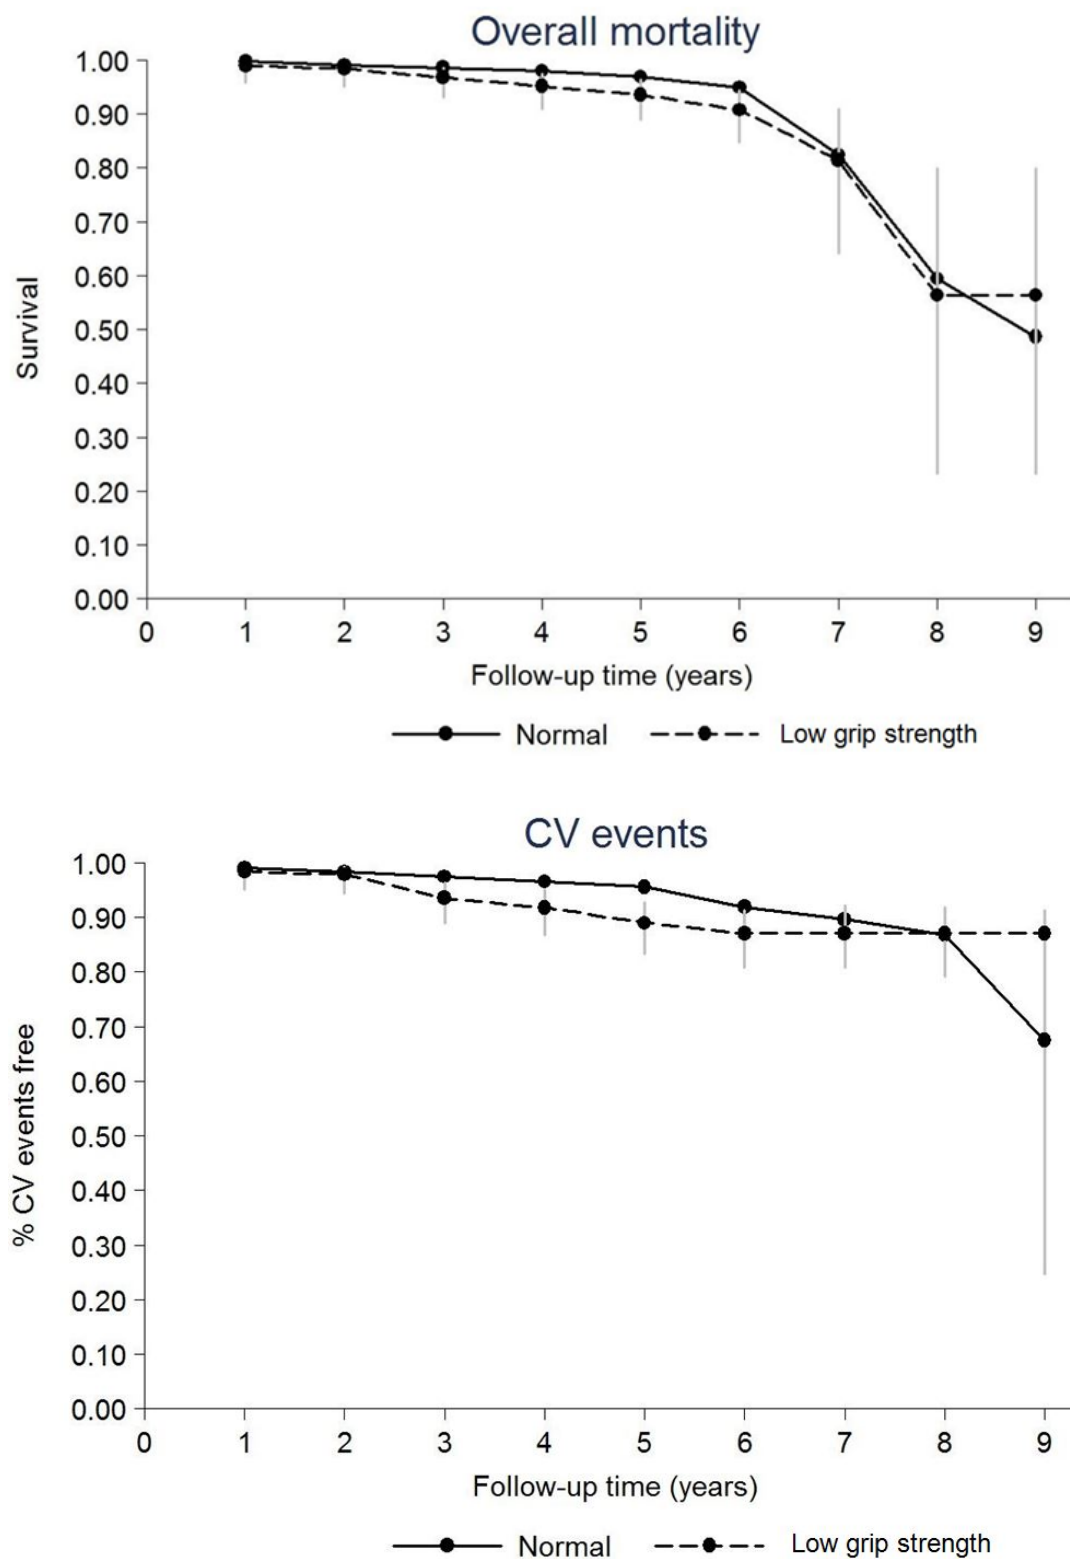 Overall mortality
1.00
0.90
0.80
0.70
0.60
0.50
0.40
0.30
0.20
0.10
0.00
Survival
0 1 2 3 4 5 6 7 8 9
Follow-up time (years)
Normal Low grip strength
CV events
1.00
0.90
0.80
0.70
0.60
0.50
0.40
0.30
0.20
0.10
0.00
% CV events free
0 1 2 3 4 5 6 7 8 9
Follow-up time (years)
Normal Low grip strength